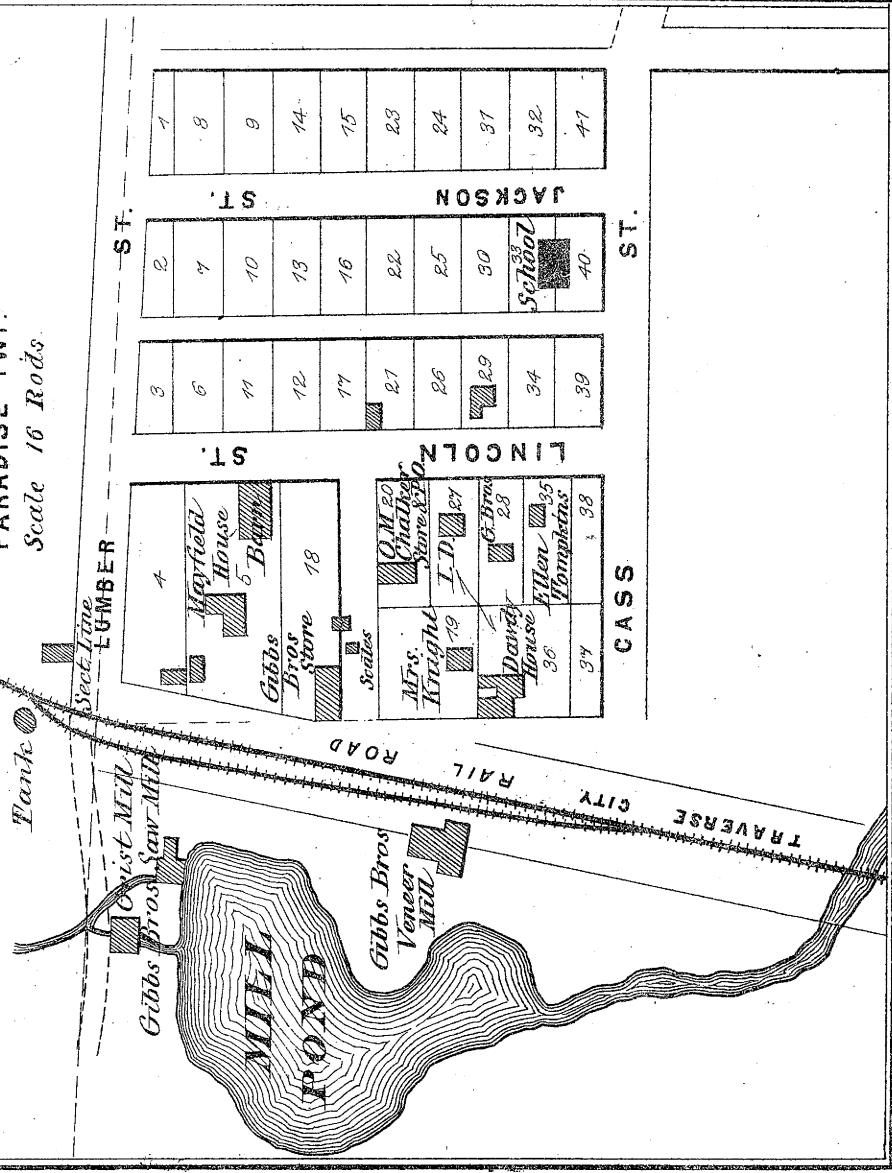 PARADISE TWP.
Scale 16 Rods
Tank
Sect. Line
LUMBER ST.
1
8
9
14
15
23
24
31
32
41
JACKSON ST.
2
7
10
13
16
22
25
30
33
School
40
3
6
11
12
17
21
26
29
34
39
LINCOLN ST.
4
Mayfield
House
5
Barn
18
Gibbs
Bros
Store
Scales
O.M. 20
Chalker
Store & P.O.
I. D. 27
G. Bros.
28
Ellen 35
Tompkins
38
Mrs.
Knight 19
Dawdy
House
36
37
CASS ST.
TRAVERSE CITY RAIL ROAD
Grist Mill
Gibbs Bros Saw Mill
Gibbs Bros
Veneer
Mill
MILL
POND